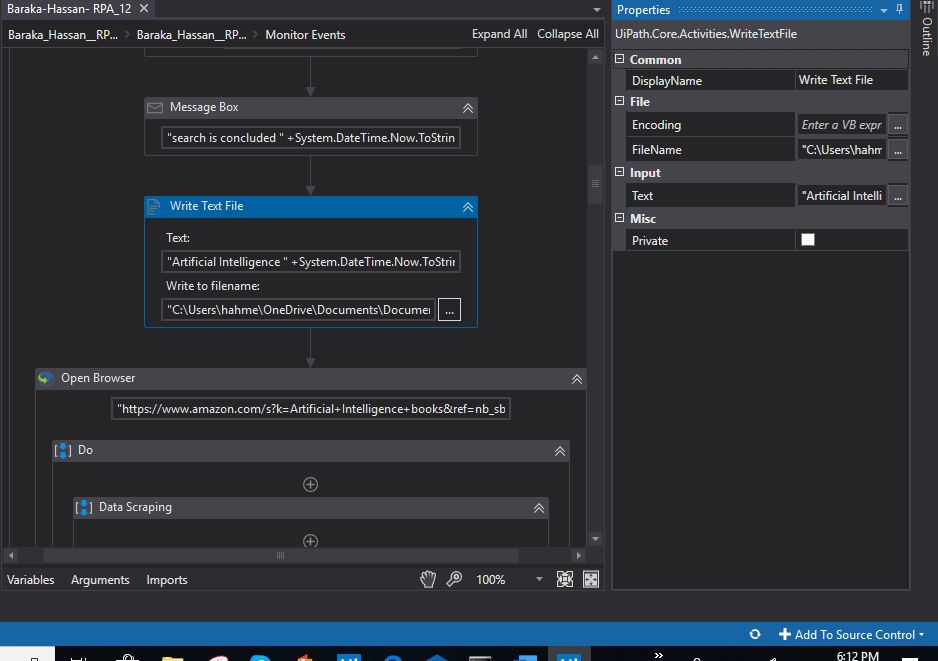 Baraka-Hassan- RPA_12
Baraka_Hassan__RP... > Baraka_Hassan__RP... > Monitor Events Expand All Collapse All
Message Box
"search is concluded " +System.DateTime.Now.ToStrin
Write Text File
Text:
"Artificial Intelligence " +System.DateTime.Now.ToStrin
Write to filename:
"C:\Users\hahme\OneDrive\Documents\Documen ...
Open Browser
"https://www.amazon.com/s?k=Artificial+Intelligence+books&ref=nb_sb
Do
Data Scraping
Variables Arguments Imports 100%
Properties
UiPath.Core.Activities.WriteTextFile
Common
DisplayName Write Text File
File
Encoding Enter a VB expr ...
FileName "C:\Users\hahm ...
Input
Text "Artificial Intelli ...
Misc
Private
Outline
Add To Source Control
6:12 PM